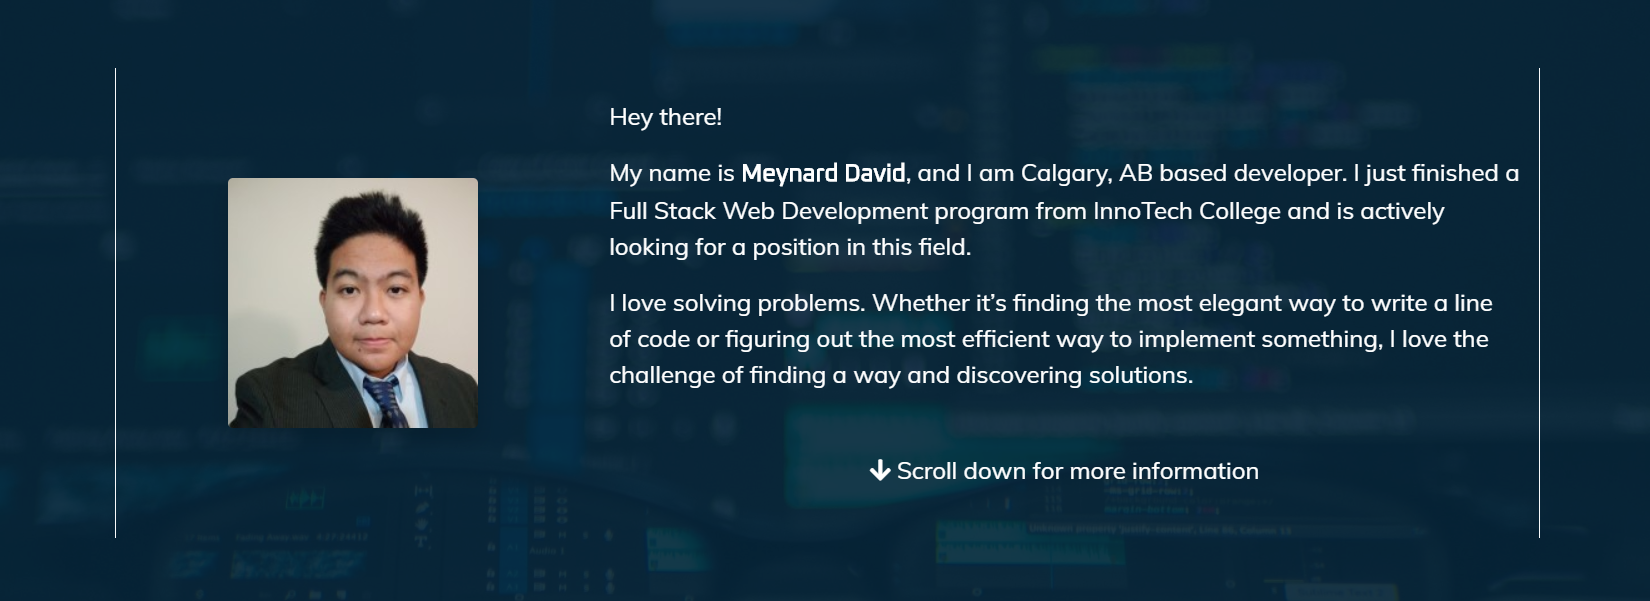 Hey there!
My name is Meynard David, and I am Calgary, AB based developer. I just finished a
Full Stack Web Development program from InnoTech College and is actively
looking for a position in this field.
I love solving problems. Whether it’s finding the most elegant way to write a line
of code or figuring out the most efficient way to implement something, I love the
challenge of finding a way and discovering solutions.
Scroll down for more information